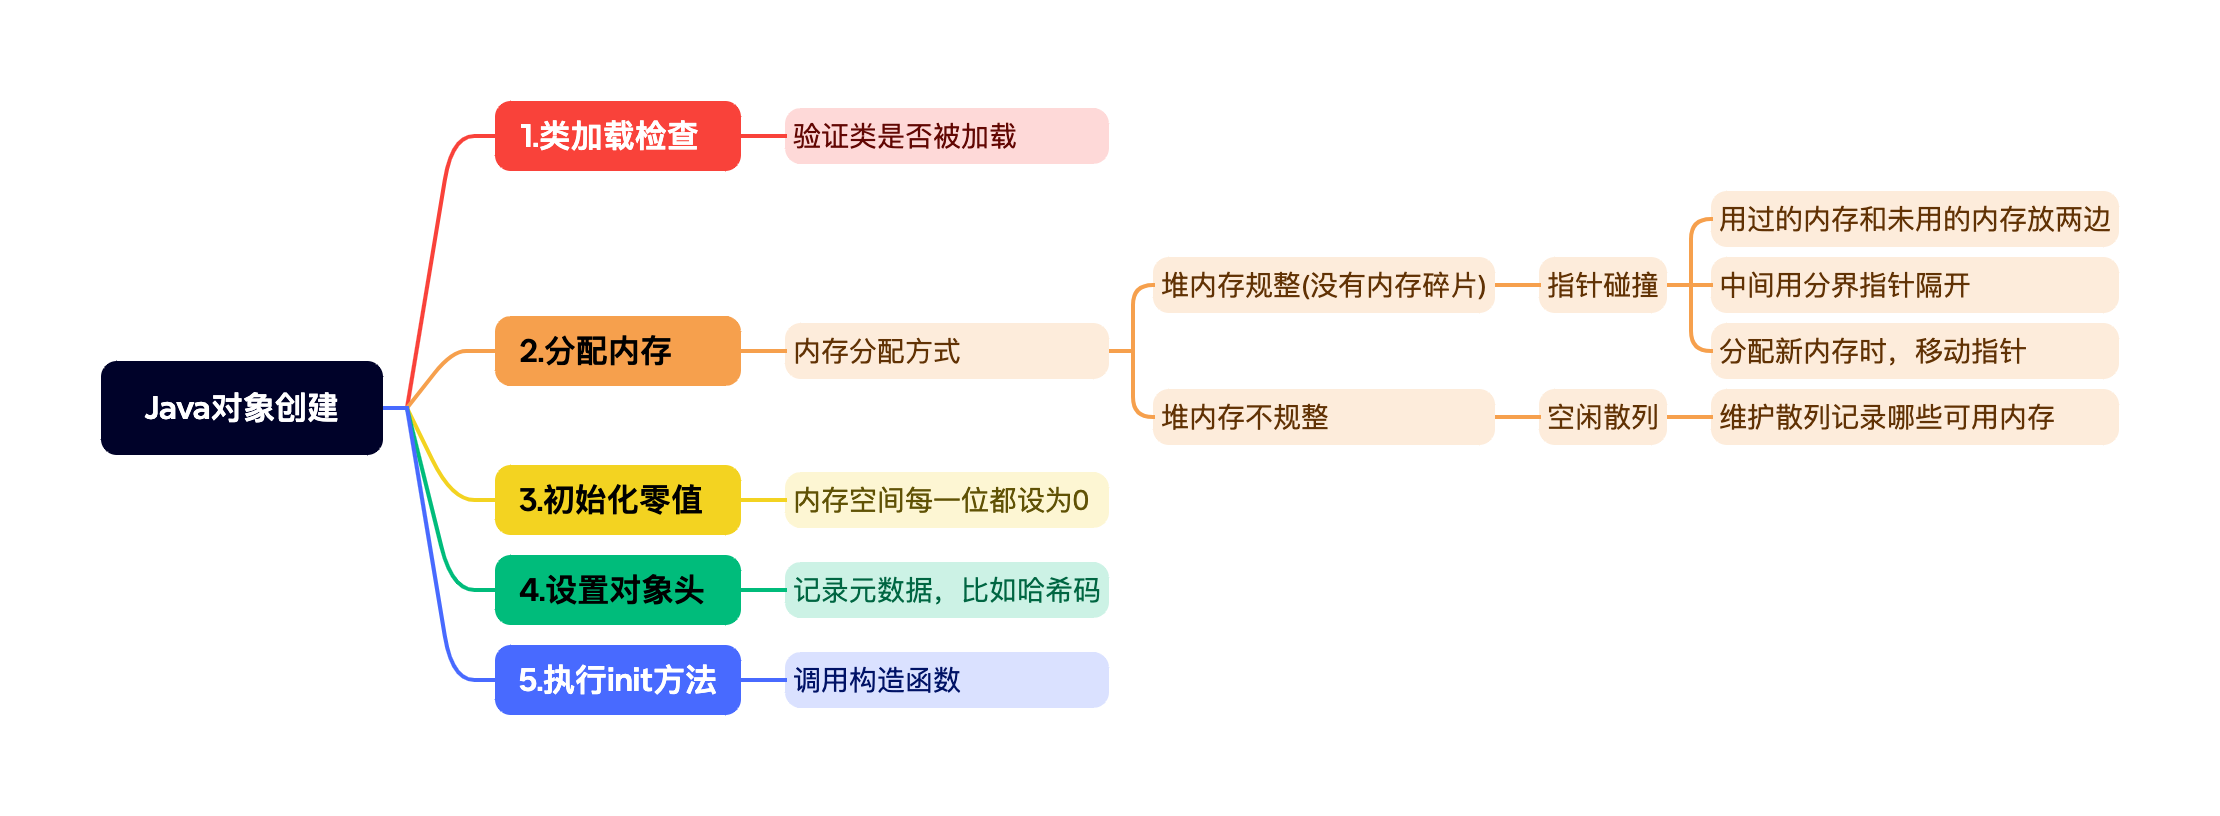 Java对象创建
1.类加载检查
验证类是否被加载
2.分配内存
内存分配方式
堆内存规整(没有内存碎片)
指针碰撞
用过的内存和未用的内存放两边
中间用分界指针隔开
分配新内存时，移动指针
堆内存不规整
空闲散列
维护散列记录哪些可用内存
3.初始化零值
内存空间每一位都设为0
4.设置对象头
记录元数据，比如哈希码
5.执行init方法
调用构造函数